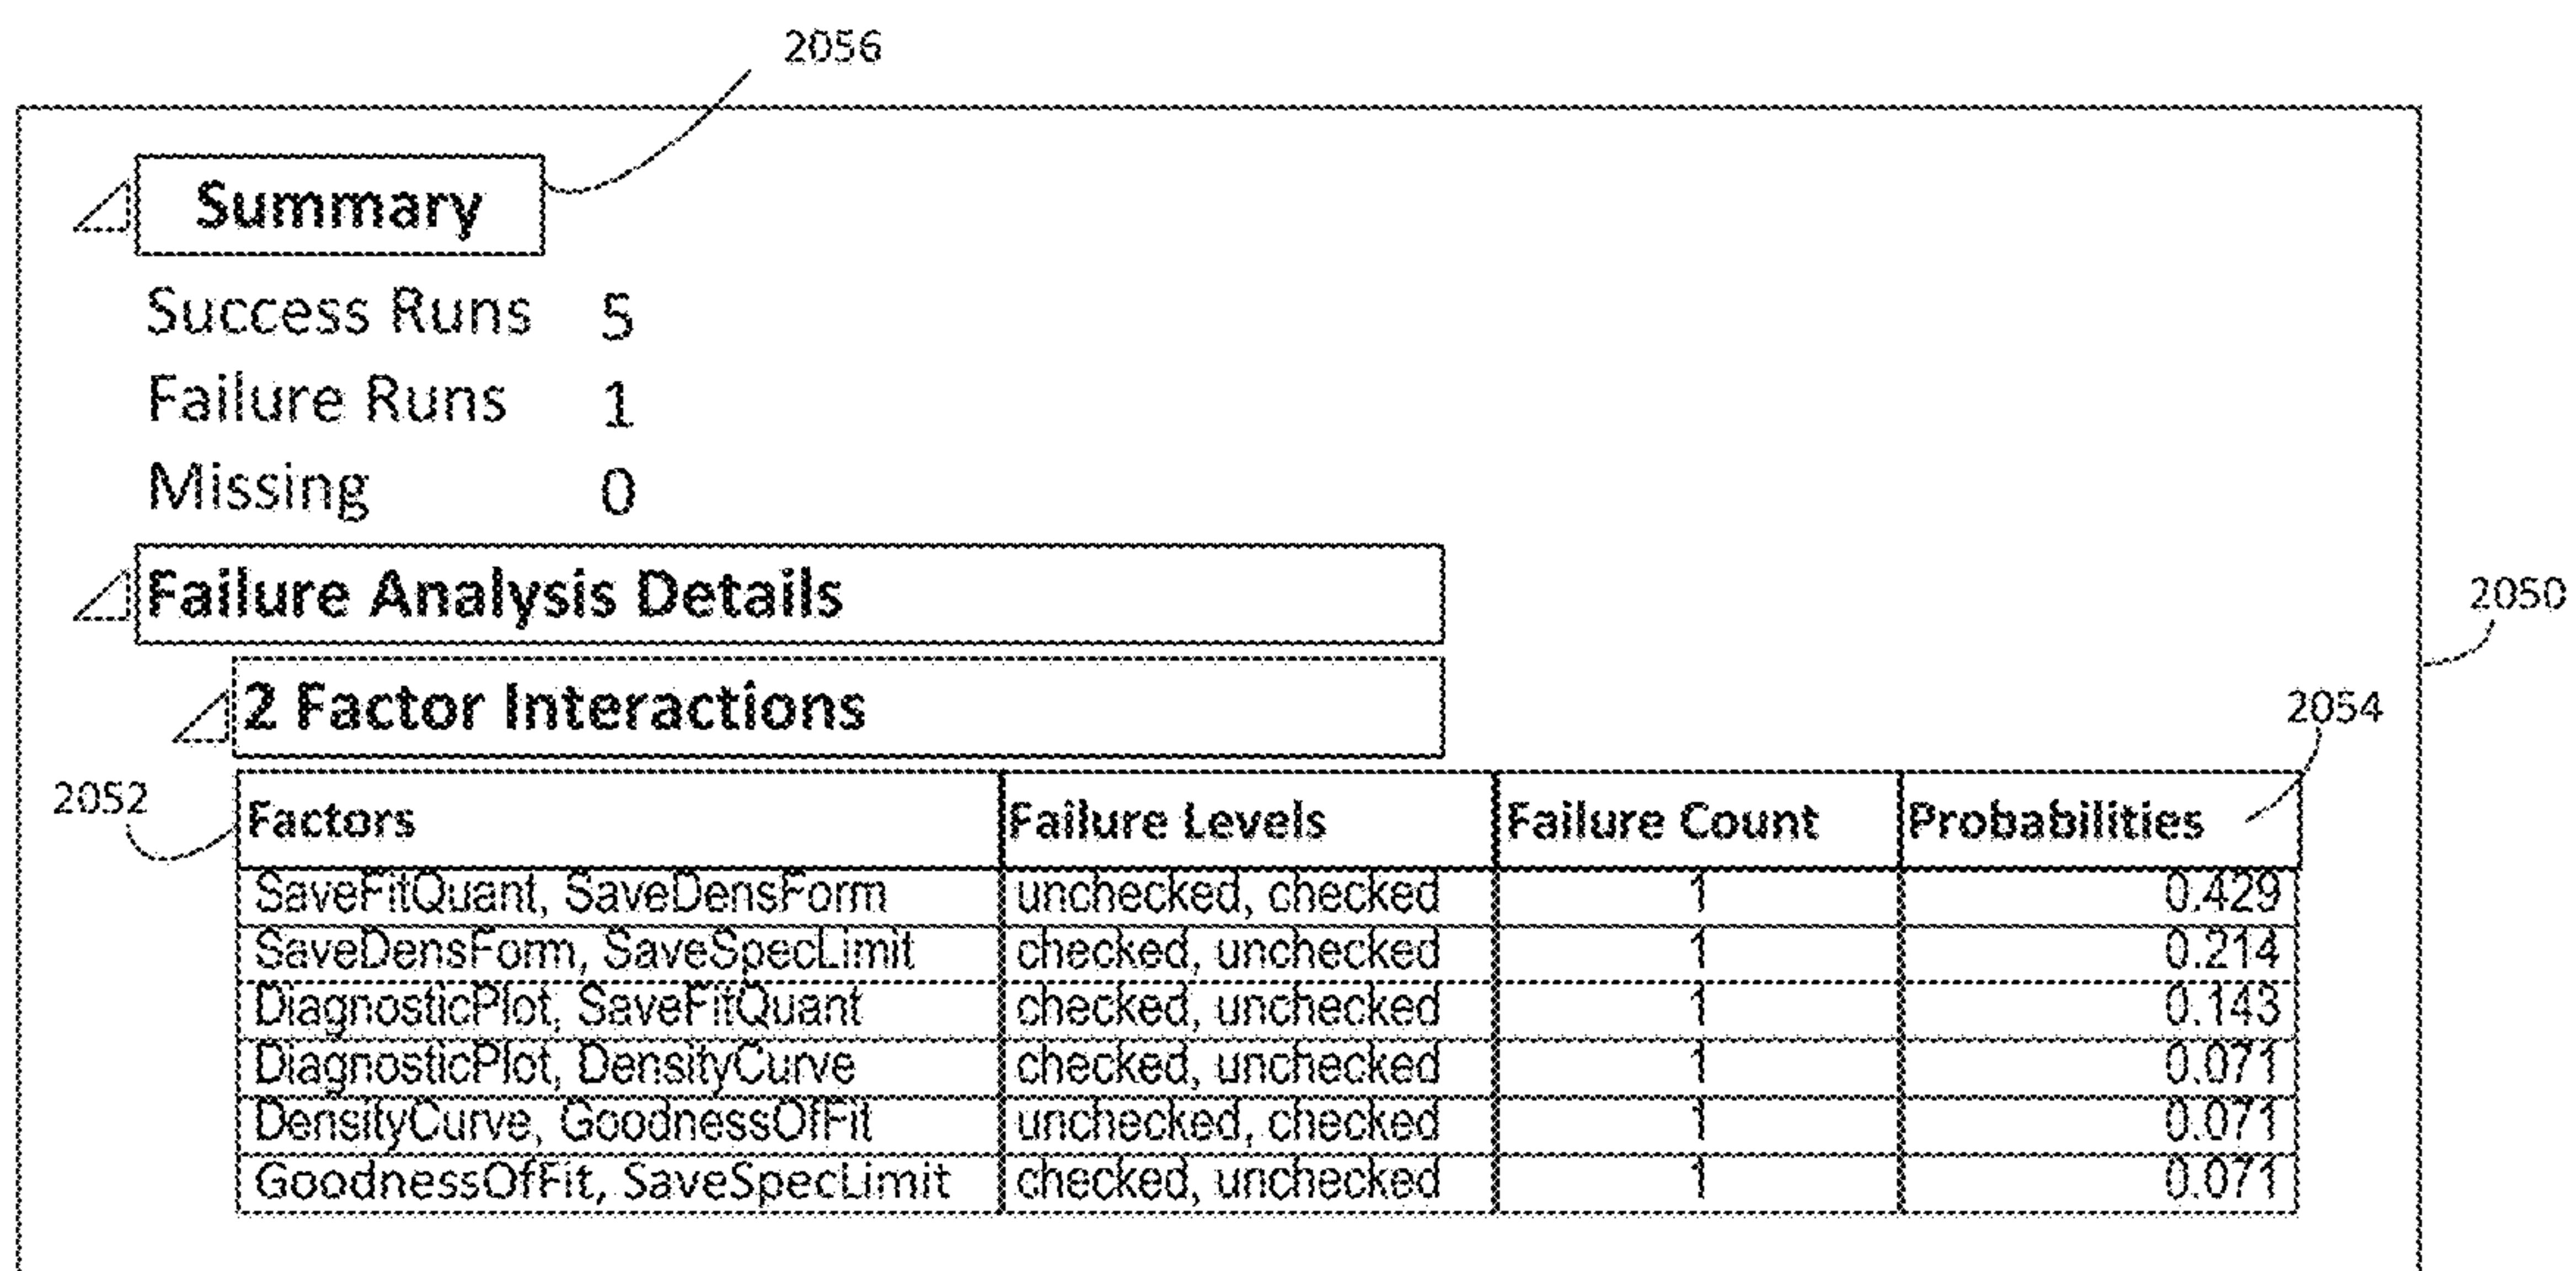 2056
Summary
Success Runs 5
Failure Runs 1
Missing 0
Failure Analysis Details
2050
2 Factor Interactions
2054
2052
Factors Failure Levels Failure Count Probabilities
SaveFitQuant, SaveDensForm unchecked, checked 1 0.429
SaveDensForm, SaveSpecLimit checked, unchecked 1 0.214
DiagnosticPlot, SaveFitQuant checked, unchecked 1 0.143
DiagnosticPlot, DensityCurve checked, unchecked 1 0.071
DensityCurve, GoodnessOfFit unchecked, checked 1 0.071
GoodnessOfFit, SaveSpecLimit checked, unchecked 1 0.071